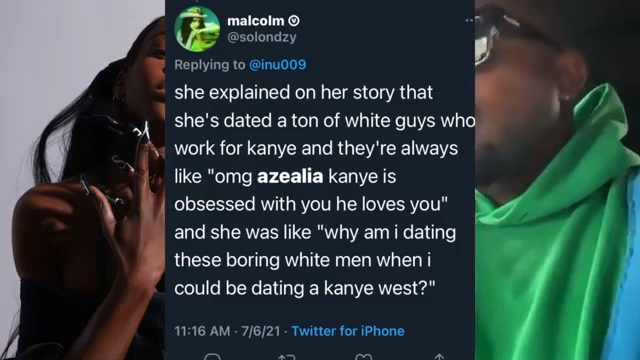 malcolm
@solondzy
Replying to @inu009
she explained on her story that
she's dated a ton of white guys who
work for kanye and they're always
like "omg azealia kanye is
obsessed with you he loves you"
and she was like "why am i dating
these boring white men when i
could be dating a kanye west?"
11:16 AM · 7/6/21 · Twitter for iPhone